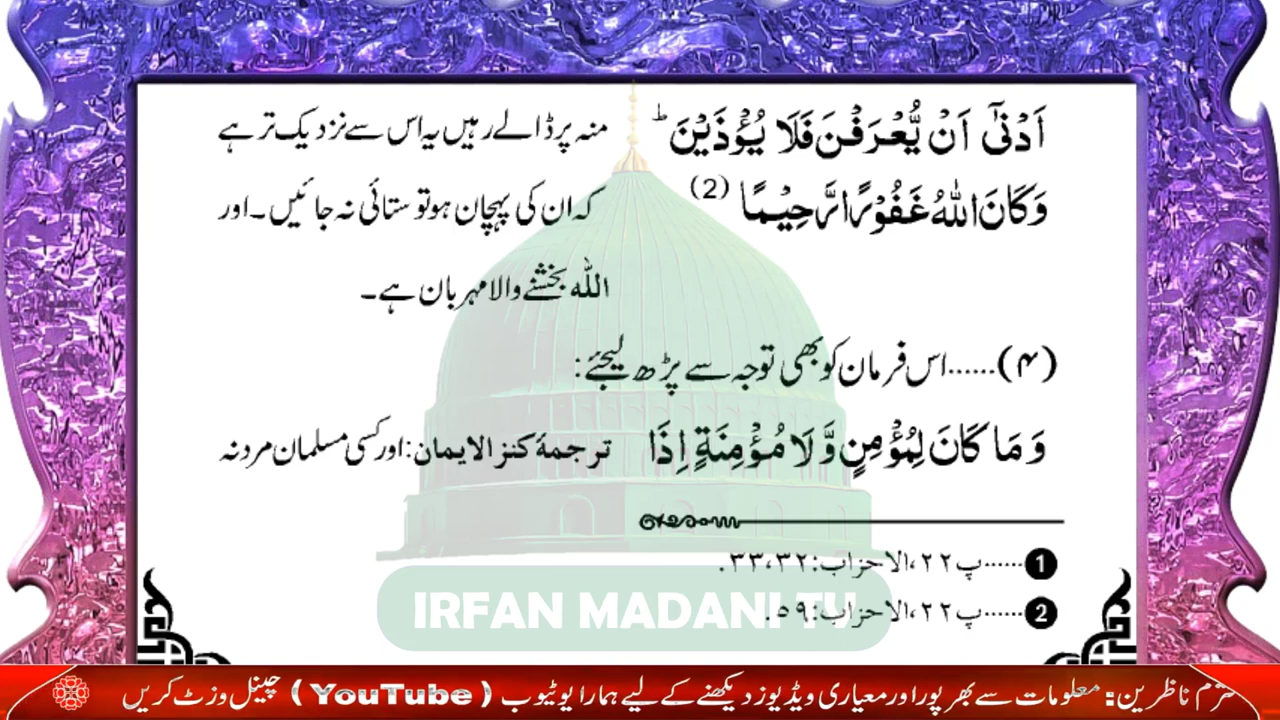 اَدْنٰۤى اَنْ يُّعْرَفْنَ فَلَا يُؤْذَيْنَ ؕ منہ پر ڈالے رہیں یہ اس سے نزدیک تر ہے
وَكَانَ اللّٰهُ غَفُوْرًا رَّحِيْمًا (2) کہ ان کی پہچان ہو تو ستائی نہ جائیں۔ اور
اللہ بخشنے والا مہربان ہے۔
(۴)......اس فرمان کو بھی توجہ سے پڑھ لیجئے:
وَ مَا كَانَ لِمُؤْمِنٍ وَّ لَا مُؤْمِنَةٍ اِذَا ترجمۂ کنز الایمان: اور کسی مسلمان مرد نہ
1......پ۲۲،الاحزاب:۳۲،۳۳.
2......پ۲۲،الاحزاب:۵۹.
IRFAN MADANI TV
ناظرین: معلومات سے بھرپور اور معیاری ویڈیوز دیکھنے کے لیے ہمارا یوٹیوب (YouTube) چینل وزٹ کریں